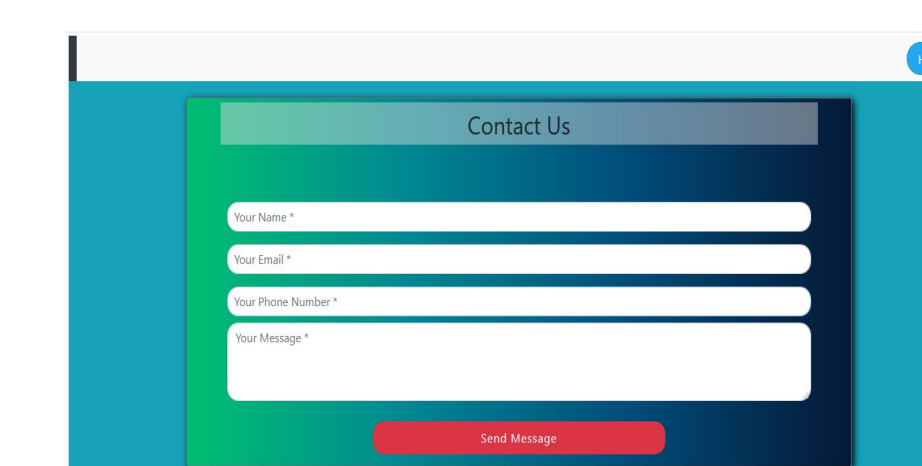 H
Contact Us
Your Name *
Your Email *
Your Phone Number *
Your Message *
Send Message